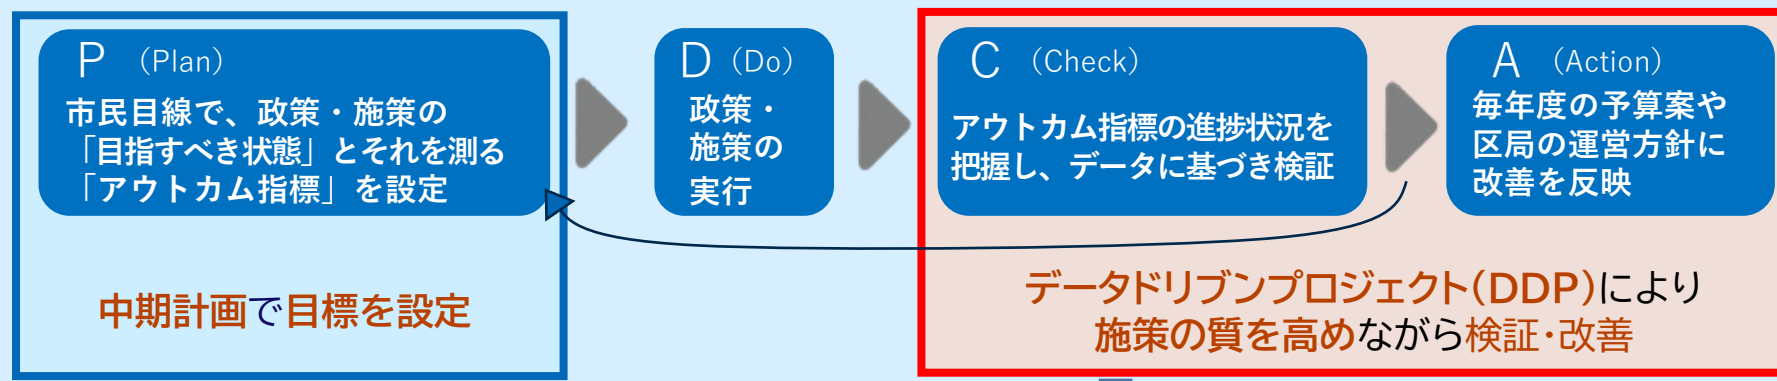 P （Plan）
市民目線で、政策・施策の
「目指すべき状態」とそれを測る
「アウトカム指標」を設定
中期計画で目標を設定
D（Do）
政策・
施策の
実行
C （Check）
アウトカム指標の進捗状況を
把握し、データに基づき検証
A （Action）
毎年度の予算案や
区局の運営方針に
改善を反映
データドリブンプロジェクト(DDP)により
施策の質を高めながら検証･改善